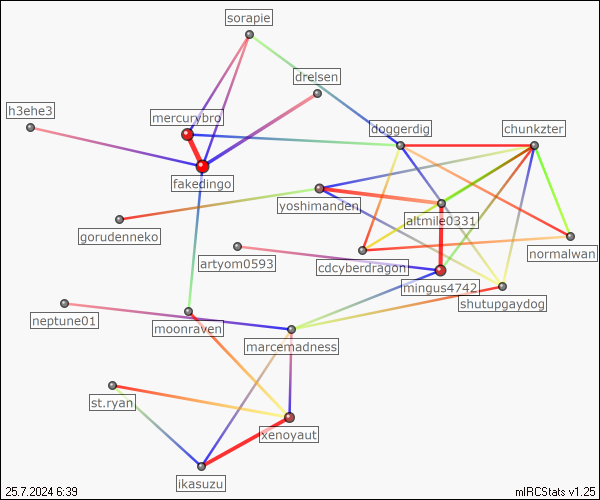 sorapie
drelsen
h3ehe3
mercurybro
doggerdig
chunkzter
fakedingo
yoshimanden
altmile0331
gorudenneko
normalwan
artyom0593
cdcyberdragon
mingus4742
shutupgaydog
neptune01
moonraven
marcemadness
st.ryan
xenoyaut
ikasuzu
25.7.2024 6:39
mIRCStats v1.25